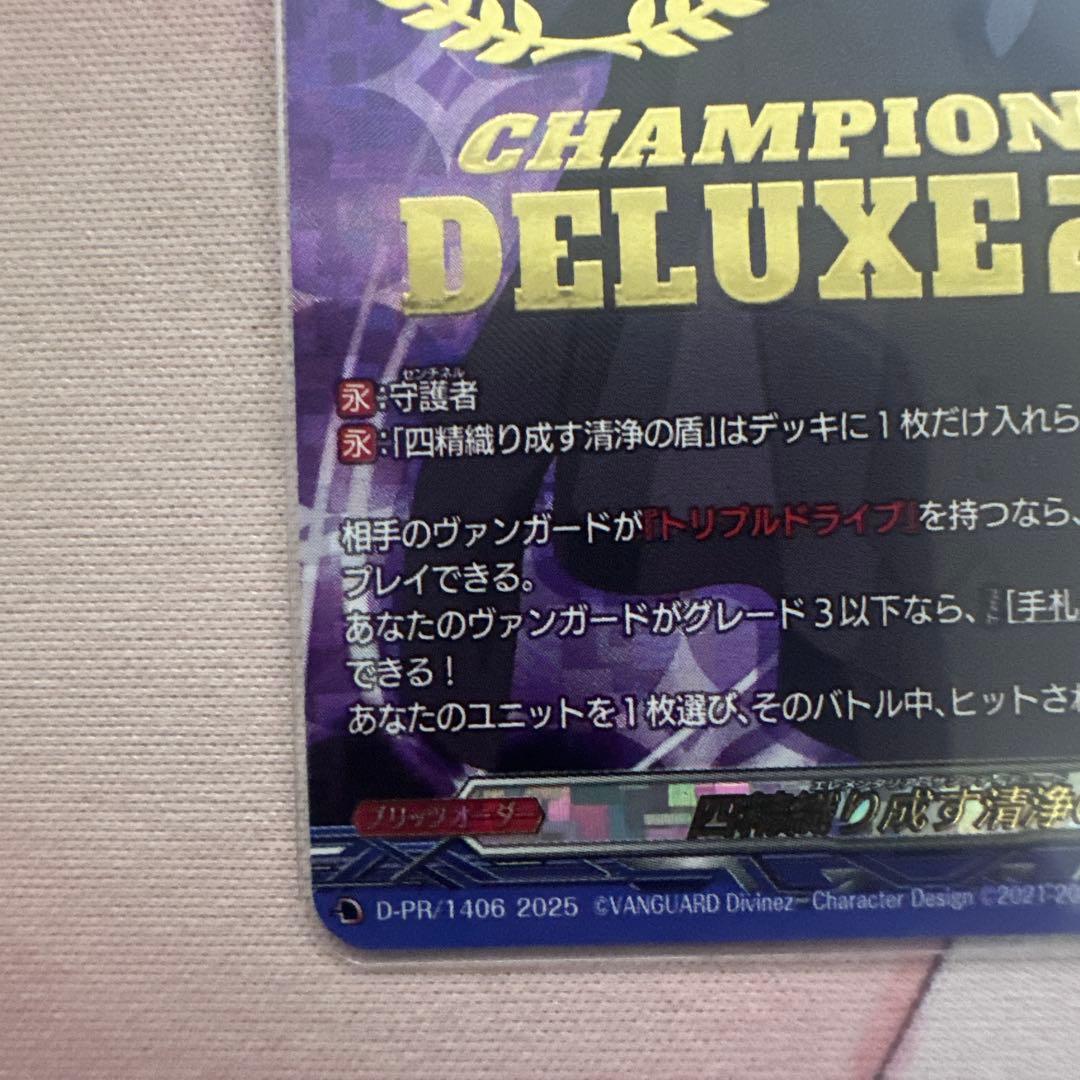 CHAMPION
DELUXE 2
センチネル
永:守護者
永:「四精織り成す清浄の盾」はデッキに1枚だけ入れら
相手のヴァンガードが『トリプルドライブ』を持つなら、
プレイできる。
あなたのヴァンガードがグレード3以下なら、 [手札
できる!
あなたのユニットを1枚選び、そのバトル中、ヒットされ
ブリッツオーダー
四精織り成す清浄の
D-PR/1406 2025 ©VANGUARD Divinez Character Design ©2021-20